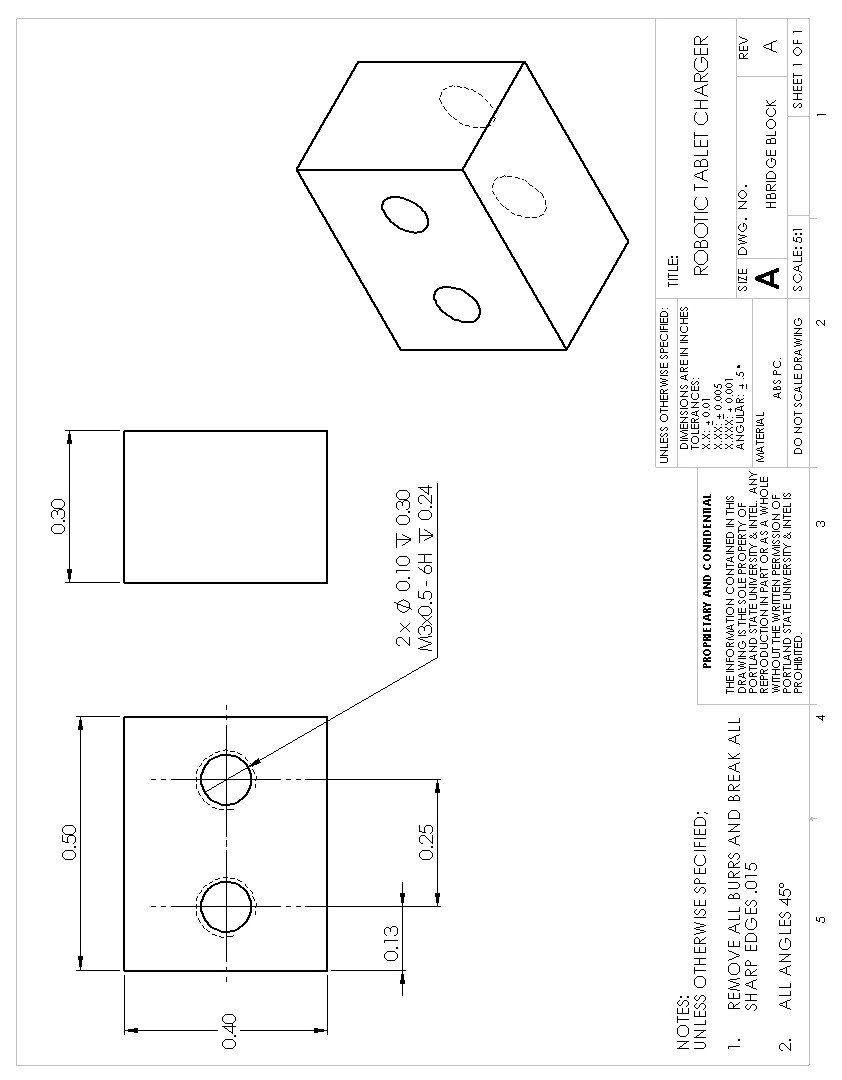 0.50
0.30
0.40
0.13
0.25
2 x Ø 0.10 ↧ 0.30
M3x0.5 - 6H ↧ 0.24
NOTES:
UNLESS OTHERWISE SPECIFIED;
1. REMOVE ALL BURRS AND BREAK ALL
SHARP EDGES .015
2. ALL ANGLES 45°
PROPRIETARY AND CONFIDENTIAL
THE INFORMATION CONTAINED IN THIS
DRAWING IS THE SOLE PROPERTY OF
PORTLAND STATE UNIVERSITY & INTEL. ANY
REPRODUCTION IN PART OR AS A WHOLE
WITHOUT THE WRITTEN PERMISSION OF
PORTLAND STATE UNIVERSITY & INTEL IS
PROHIBITED.
UNLESS OTHERWISE SPECIFIED:
DIMENSIONS ARE IN INCHES
TOLERANCES:
X.X: ± 0.01
X.XX: ± 0.005
X.XXX: ± 0.001
ANGULAR: ± .5 °
MATERIAL
ABS PC.
DO NOT SCALE DRAWING
TITLE:
ROBOTIC TABLET CHARGER
SIZE DWG. NO. REV
A HBRIDGE BLOCK A
SCALE: 5:1 SHEET 1 OF 1
5 4 3 2 1